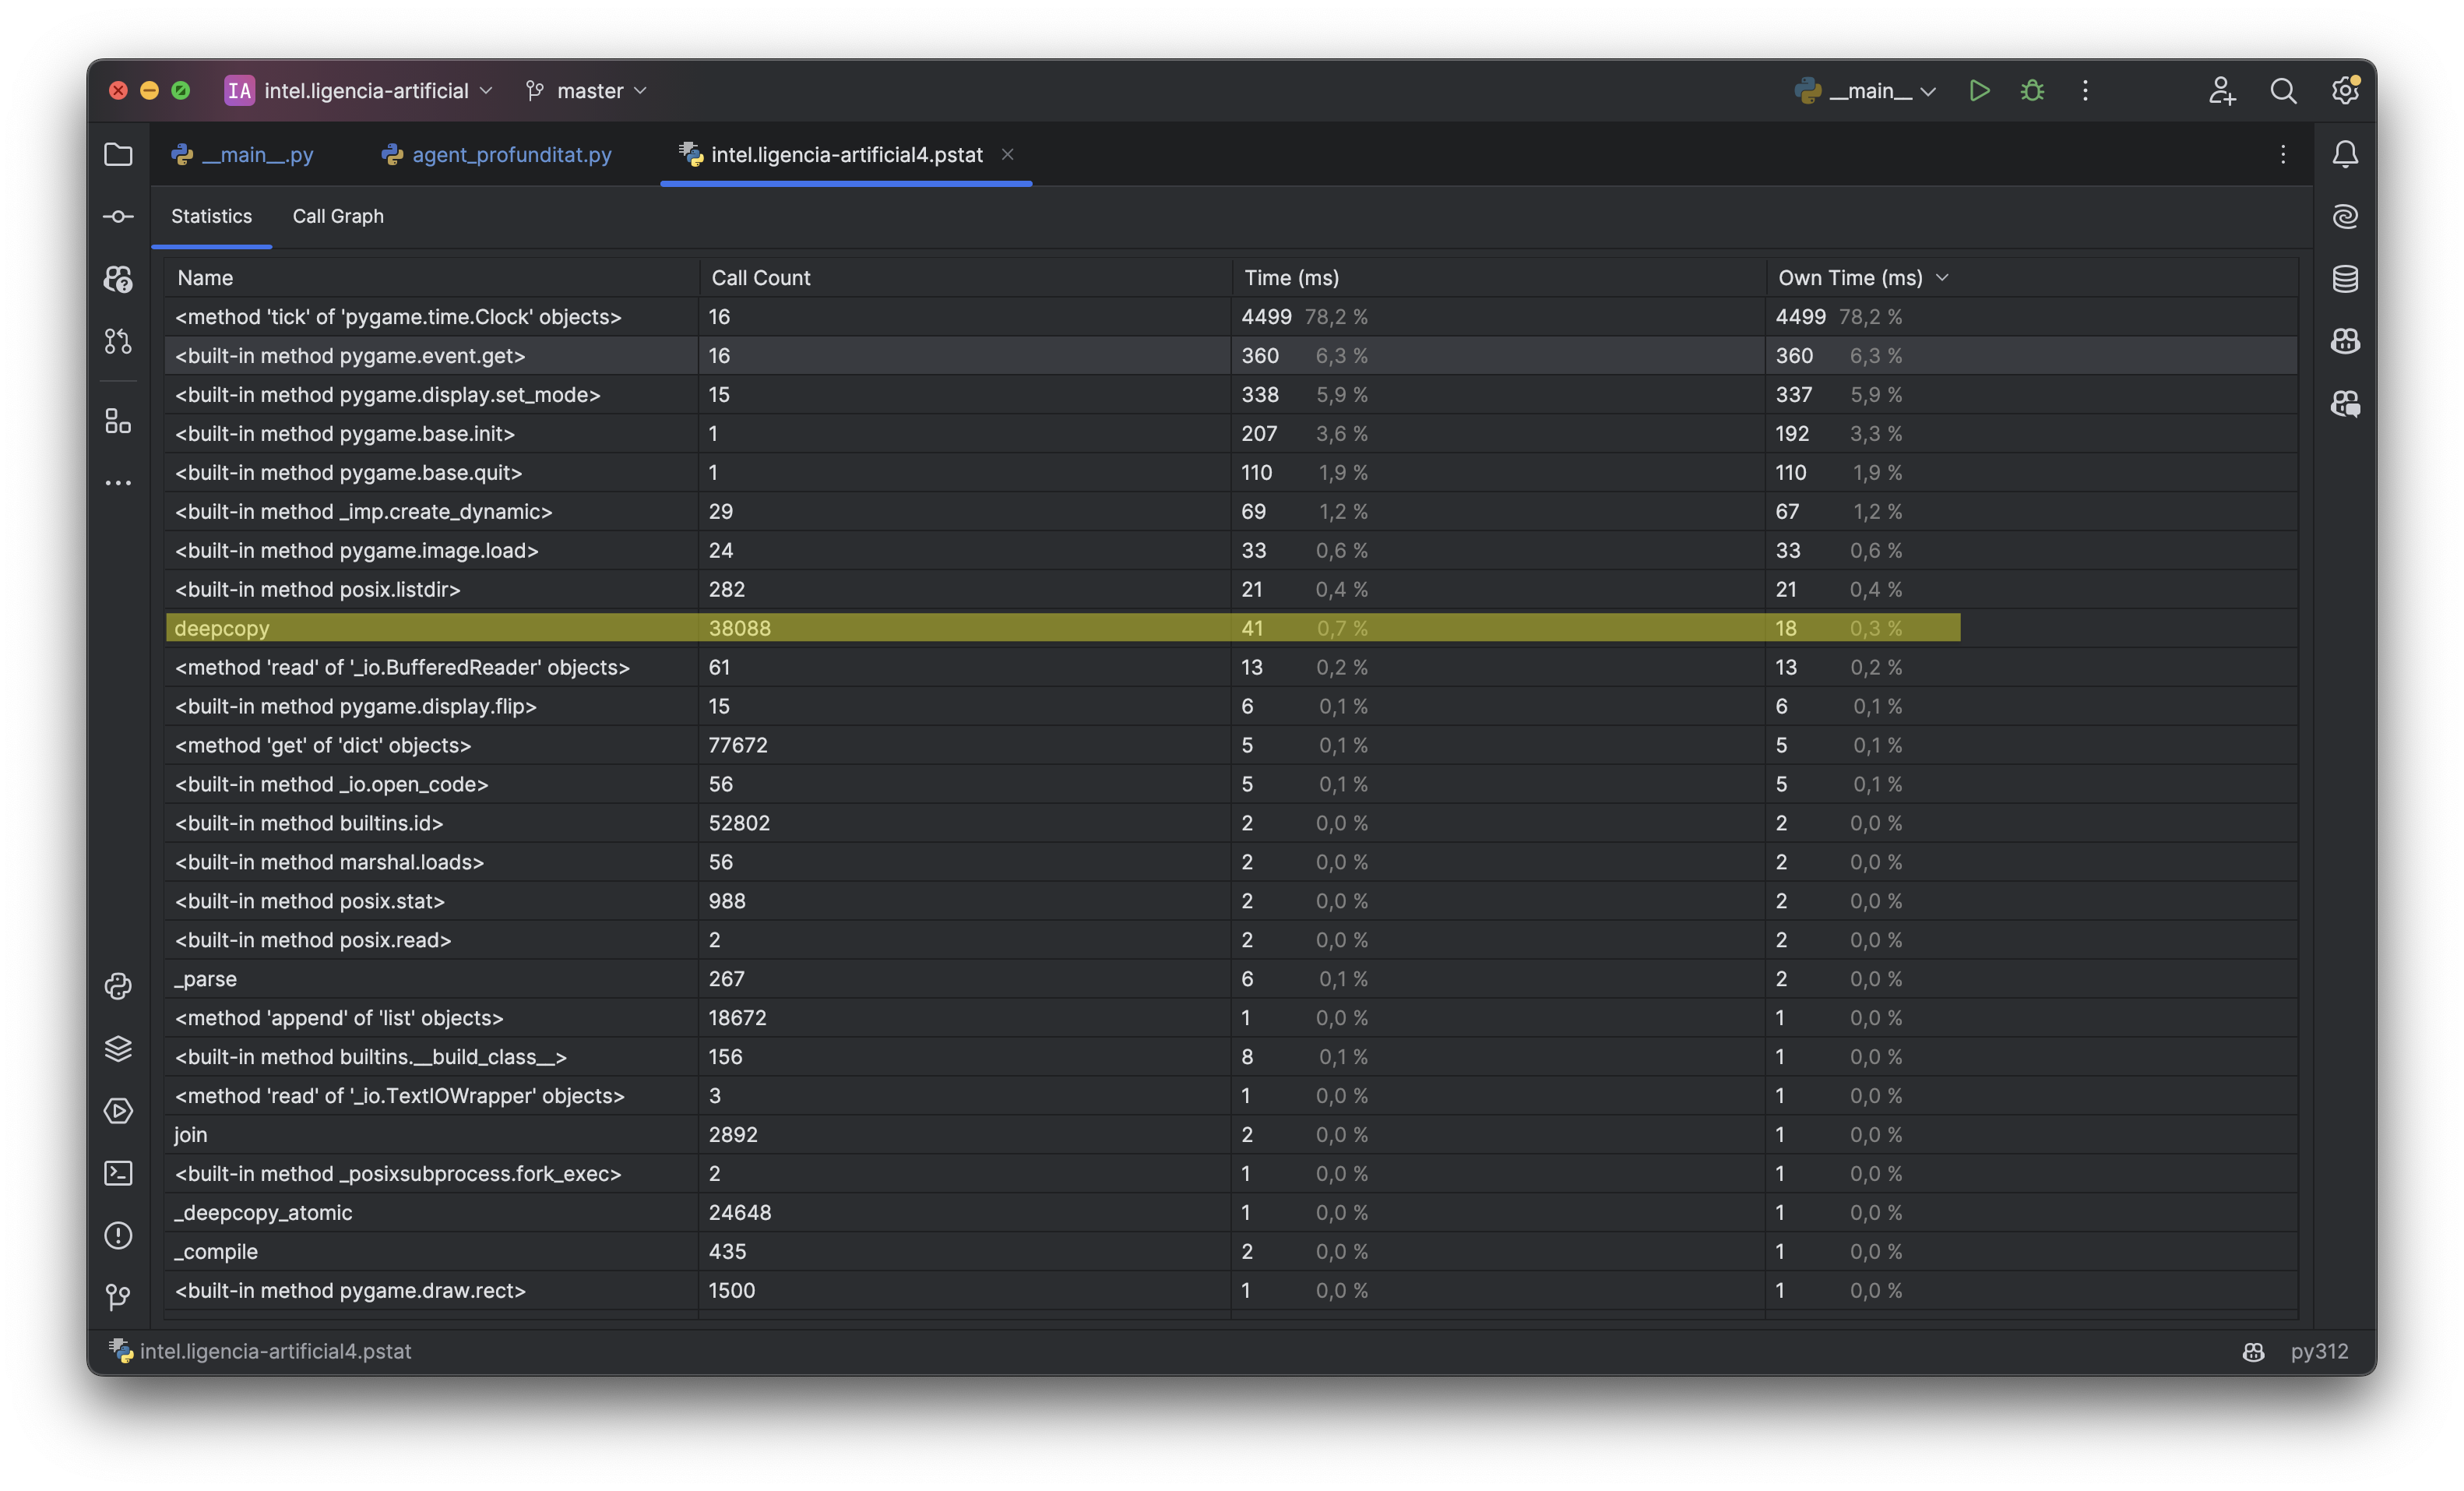 IA intel.ligencia-artificial master __main__
__main__.py agent_profunditat.py intel.ligencia-artificial4.pstat
Statistics Call Graph
Name Call Count Time (ms) Own Time (ms)
<method 'tick' of 'pygame.time.Clock' objects> 16 4499 78,2 % 4499 78,2 %
<built-in method pygame.event.get> 16 360 6,3 % 360 6,3 %
<built-in method pygame.display.set_mode> 15 338 5,9 % 337 5,9 %
<built-in method pygame.base.init> 1 207 3,6 % 192 3,3 %
<built-in method pygame.base.quit> 1 110 1,9 % 110 1,9 %
<built-in method _imp.create_dynamic> 29 69 1,2 % 67 1,2 %
<built-in method pygame.image.load> 24 33 0,6 % 33 0,6 %
<built-in method posix.listdir> 282 21 0,4 % 21 0,4 %
deepcopy 38088 41 0,7 % 18 0,3 %
<method 'read' of '_io.BufferedReader' objects> 61 13 0,2 % 13 0,2 %
<built-in method pygame.display.flip> 15 6 0,1 % 6 0,1 %
<method 'get' of 'dict' objects> 77672 5 0,1 % 5 0,1 %
<built-in method _io.open_code> 56 5 0,1 % 5 0,1 %
<built-in method builtins.id> 52802 2 0,0 % 2 0,0 %
<built-in method marshal.loads> 56 2 0,0 % 2 0,0 %
<built-in method posix.stat> 988 2 0,0 % 2 0,0 %
<built-in method posix.read> 2 2 0,0 % 2 0,0 %
_parse 267 6 0,1 % 2 0,0 %
<method 'append' of 'list' objects> 18672 1 0,0 % 1 0,0 %
<built-in method builtins.__build_class__> 156 8 0,1 % 1 0,0 %
<method 'read' of '_io.TextIOWrapper' objects> 3 1 0,0 % 1 0,0 %
join 2892 2 0,0 % 1 0,0 %
<built-in method _posixsubprocess.fork_exec> 2 1 0,0 % 1 0,0 %
_deepcopy_atomic 24648 1 0,0 % 1 0,0 %
_compile 435 2 0,0 % 1 0,0 %
<built-in method pygame.draw.rect> 1500 1 0,0 % 1 0,0 %
intel.ligencia-artificial4.pstat py312